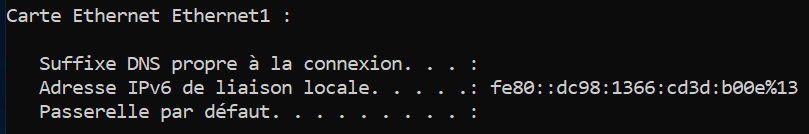 Carte Ethernet Ethernet1 :
Suffixe DNS propre à la connexion. . . :
Adresse IPv6 de liaison locale. . . . .: fe80::dc98:1366:cd3d:b00e%13
Passerelle par défaut. . . . . . . . . :